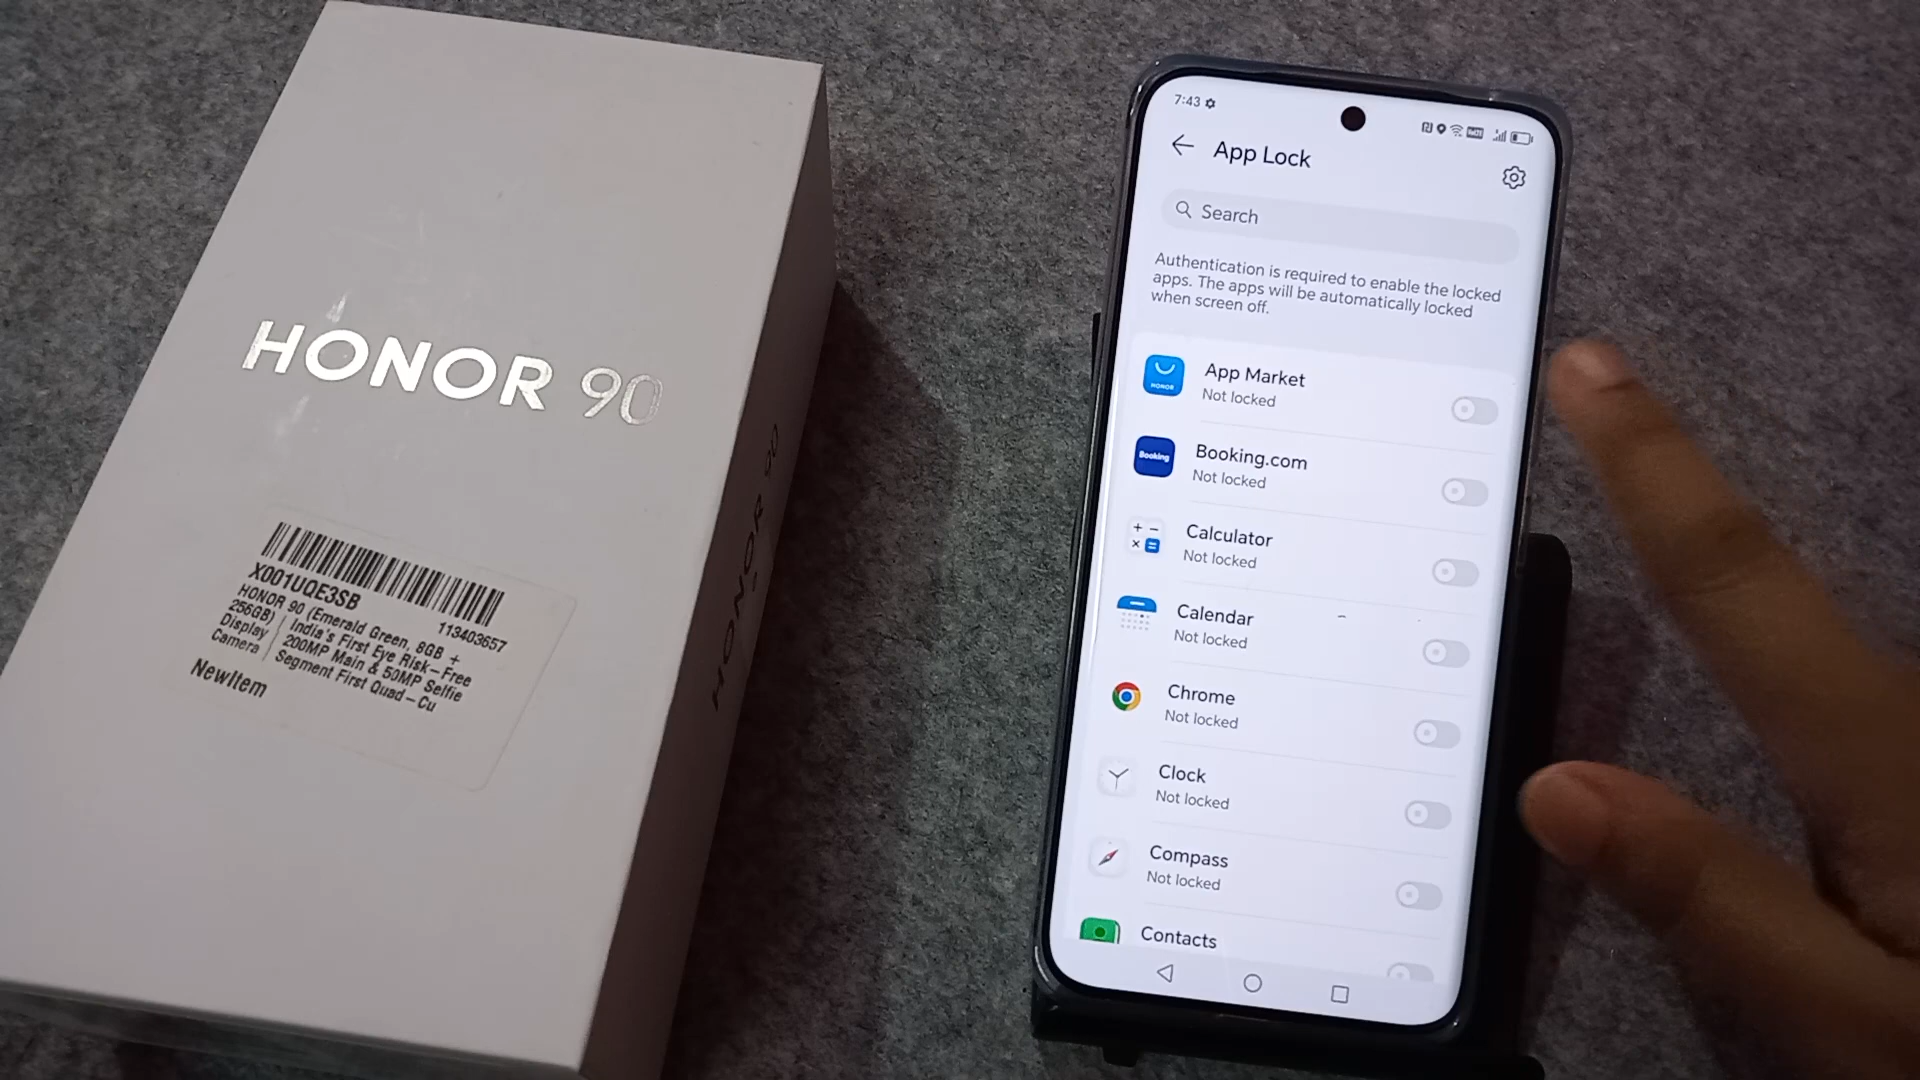 HONOR 90
HONOR 90
X001UQE3SB
113403657
HONOR 90 (Emerald Green, 8GB +
256GB) | India's First Eye Risk-Free
Display | 200MP Main & 50MP Selfie
Camera | Segment First Quad-Cu
NewItem
7:43
App Lock
Search
Authentication is required to enable the locked
apps. The apps will be automatically locked
when screen off.
HONOR
App Market
Not locked
Booking
Booking.com
Not locked
Calculator
Not locked
Calendar
Not locked
Chrome
Not locked
Clock
Not locked
Compass
Not locked
Contacts